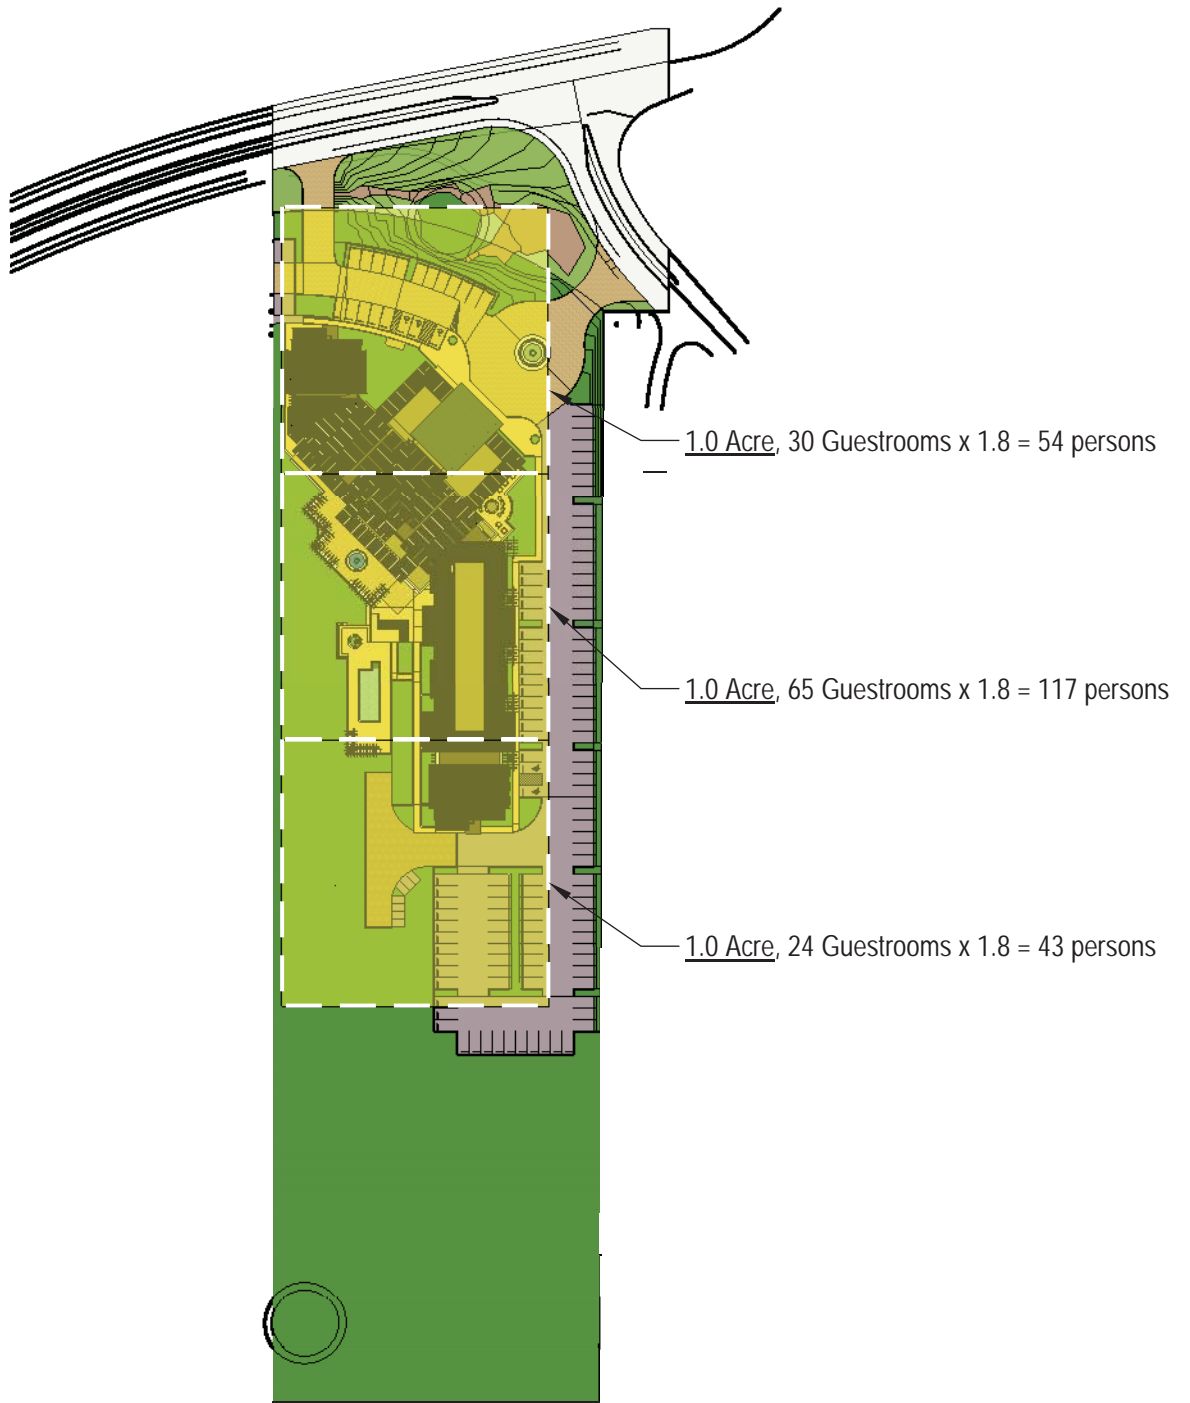 1.0 Acre, 30 Guestrooms x 1.8 = 54 persons
1.0 Acre, 65 Guestrooms x 1.8 = 117 persons
1.0 Acre, 24 Guestrooms x 1.8 = 43 persons